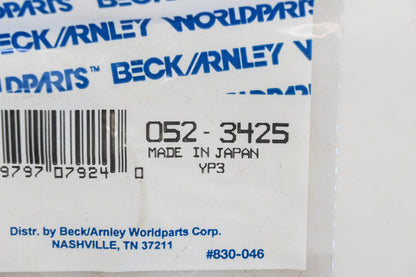 BECK/ARNLEY WORLDPARTS
WORLDPARTS™ BECK/ARNLEY
052-3425
MADE IN JAPAN
YP3
9797 07924 0
Distr. by Beck/Arnley Worldparts Corp.
NASHVILLE, TN 37211
#830-046